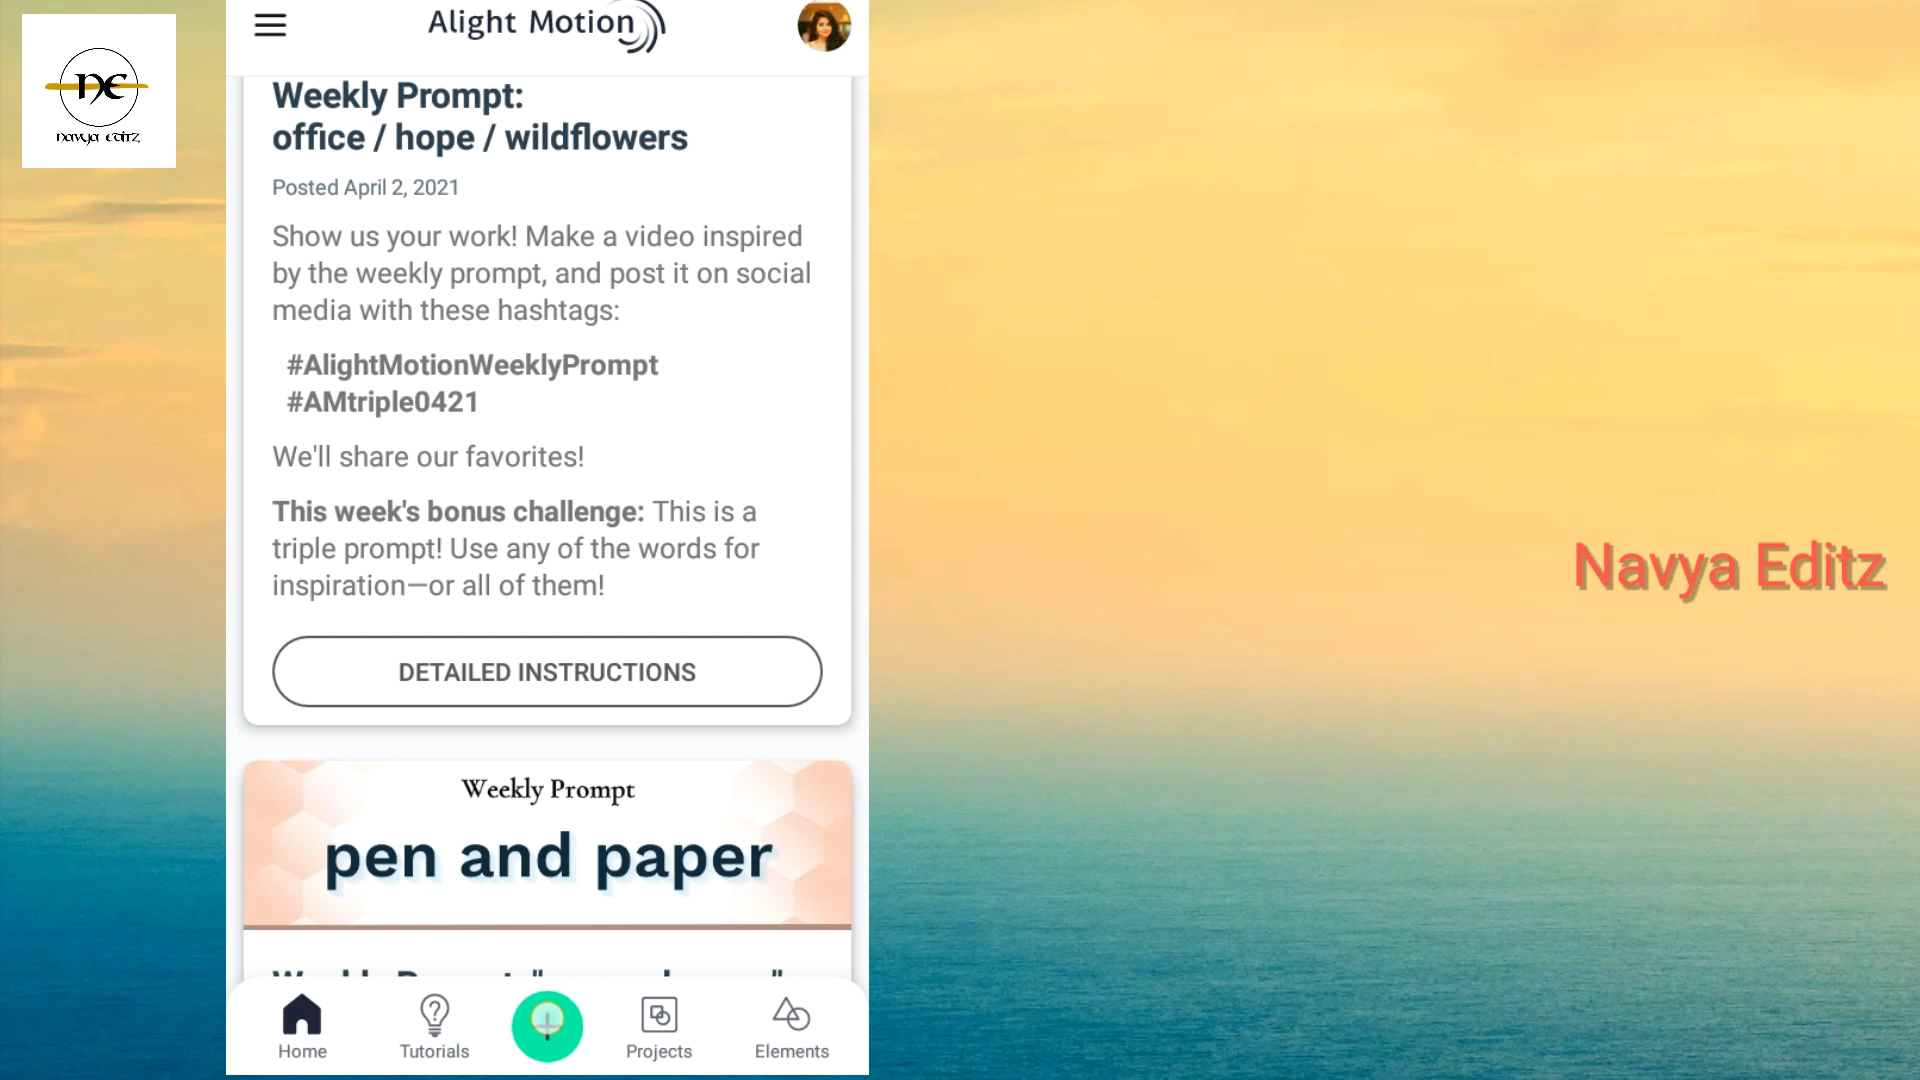 NE
navya editz
Alight Motion
Weekly Prompt:
office / hope / wildflowers
Posted April 2, 2021
Show us your work! Make a video inspired
by the weekly prompt, and post it on social
media with these hashtags:
#AlightMotionWeeklyPrompt
#AMtriple0421
We'll share our favorites!
This week's bonus challenge: This is a
triple prompt! Use any of the words for
inspiration—or all of them!
DETAILED INSTRUCTIONS
Weekly Prompt
pen and paper
Home
Tutorials
Projects
Elements
Navya Editz